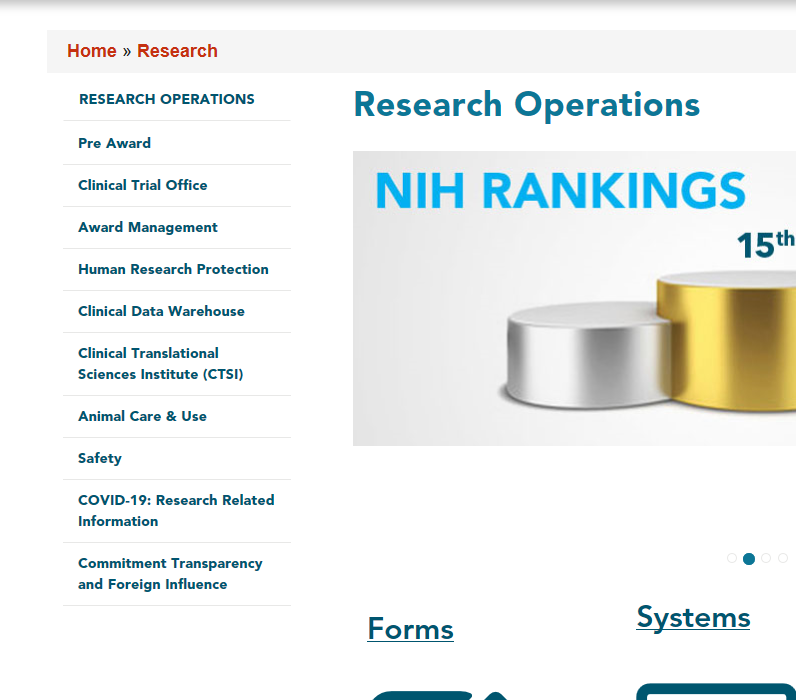 Home » Research
RESEARCH OPERATIONS
Pre Award
Clinical Trial Office
Award Management
Human Research Protection
Clinical Data Warehouse
Clinical Translational
Sciences Institute (CTSI)
Animal Care & Use
Safety
COVID-19: Research Related
Information
Commitment Transparency
and Foreign Influence
Research Operations
NIH RANKINGS
15th
Forms
Systems